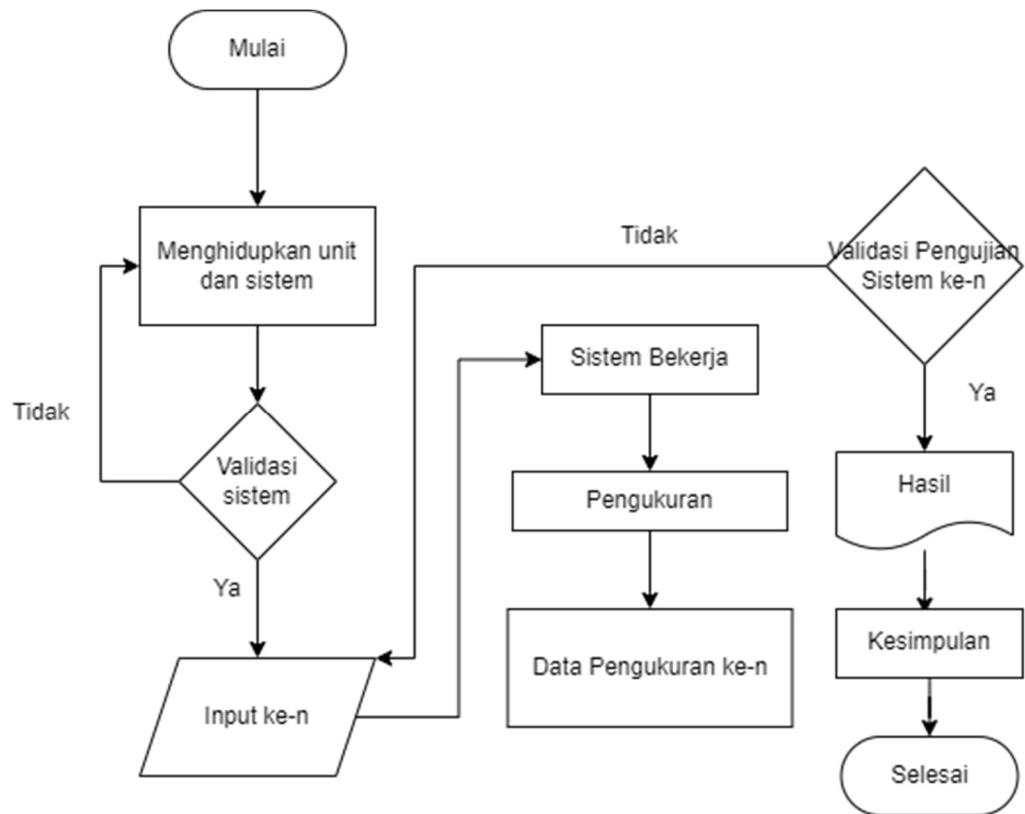 Mulai
Menghidupkan unit
dan sistem
Tidak
Validasi
sistem
Ya
Input ke-n
Sistem Bekerja
Pengukuran
Data Pengukuran ke-n
Tidak
Validasi Pengujian
Sistem ke-n
Ya
Hasil
Kesimpulan
Selesai